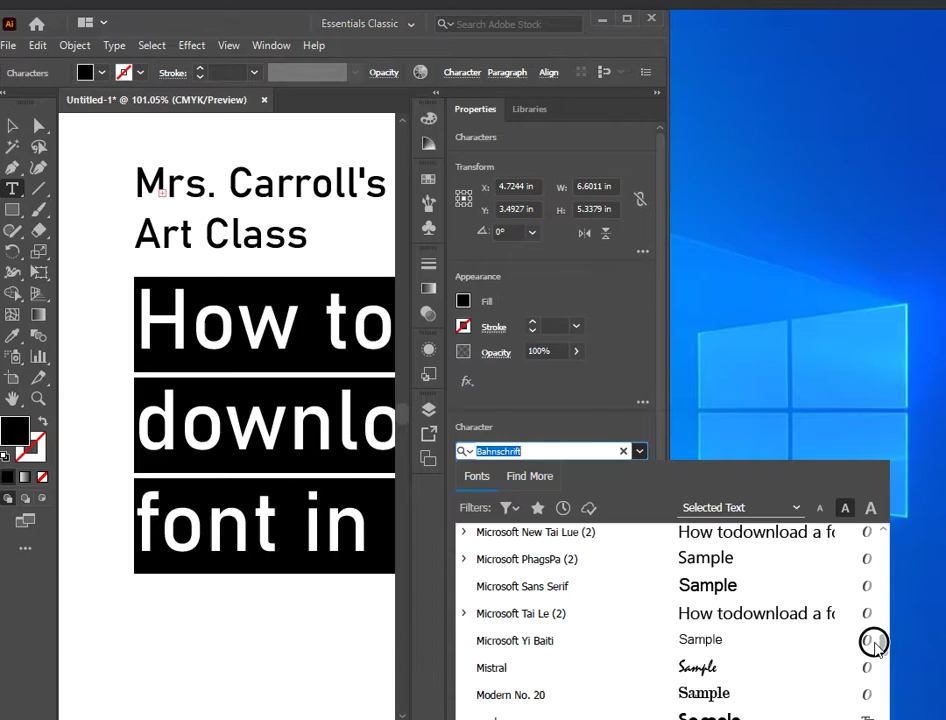 Ai
Essentials Classic
Search Adobe Stock
File Edit Object Type Select Effect View Window Help
Characters
Stroke:
Opacity
Character Paragraph Align
Untitled-1* @ 101.05% (CMYK/Preview)
Properties Libraries
Characters
Transform
X: 4.7244 in W: 6.6011 in
Y: 3.4927 in H: 5.3379 in
0°
Appearance
Fill
Stroke
Opacity 100%
fx.
Mrs. Carroll's
Art Class
How to
downlo
font in
Character
Bahnschrift
Fonts Find More
Filters: Selected Text A A A
Microsoft New Tai Lue (2) How todownload a fo
Microsoft PhagsPa (2) Sample
Microsoft Sans Serif Sample
Microsoft Tai Le (2) How todownload a fo
Microsoft Yi Baiti Sample
Mistral Sample
Modern No. 20 Sample